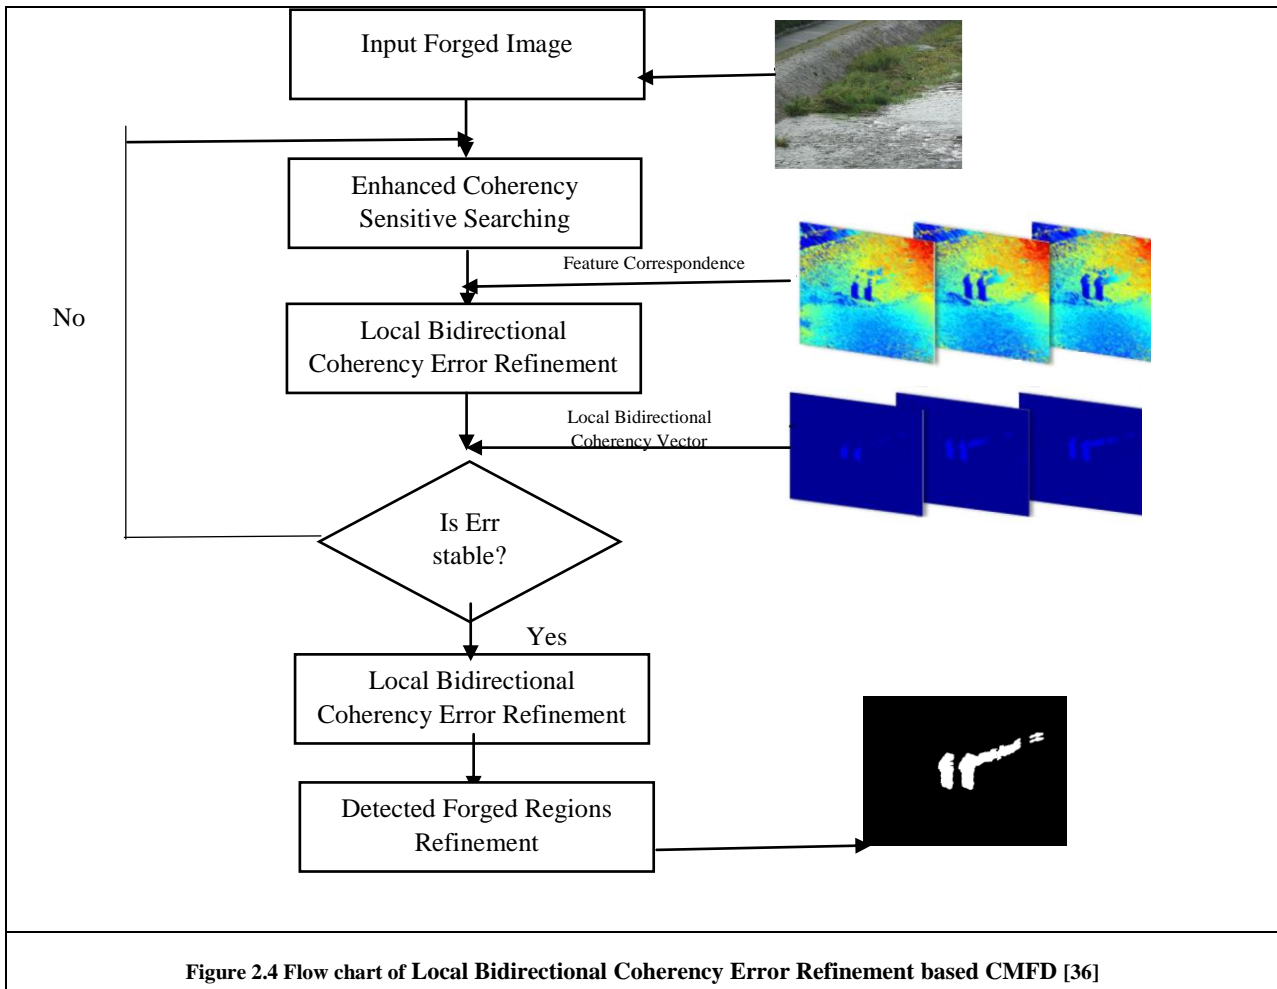 Input Forged Image
Enhanced Coherency
Sensitive Searching
Feature Correspondence
No
Local Bidirectional
Coherency Error Refinement
Local Bidirectional
Coherency Vector
Is Err
stable?
Yes
Local Bidirectional
Coherency Error Refinement
Detected Forged Regions
Refinement
Figure 2.4 Flow chart of Local Bidirectional Coherency Error Refinement based CMFD [36]